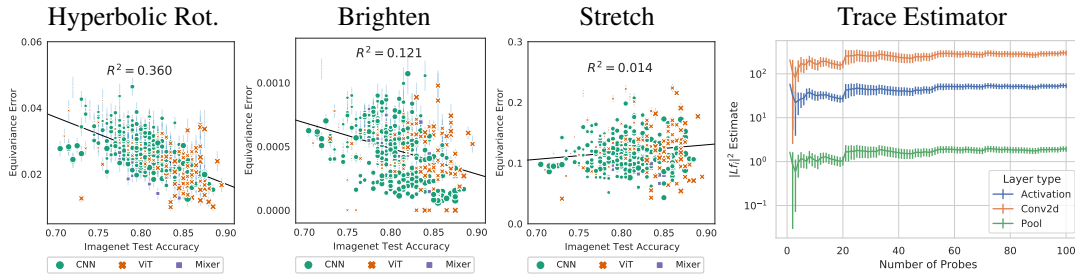 Hyperbolic Rot.
0.06
0.04
0.02
R² = 0.360
Equivariance Error
0.70 0.75 0.80 0.85 0.90
Imagenet Test Accuracy
CNN ViT Mixer
Brighten
0.0010
0.0005
0.0000
R² = 0.121
Equivariance Error
0.70 0.75 0.80 0.85 0.90
Imagenet Test Accuracy
CNN ViT Mixer
Stretch
0.3
0.2
0.1
0.0
R² = 0.014
Equivariance Error
0.70 0.75 0.80 0.85 0.90
Imagenet Test Accuracy
CNN ViT Mixer
Trace Estimator
10²
10¹
10⁰
10⁻¹
|Lfₗ|² Estimate
Layer type
Activation
Conv2d
Pool
0 20 40 60 80 100
Number of Probes